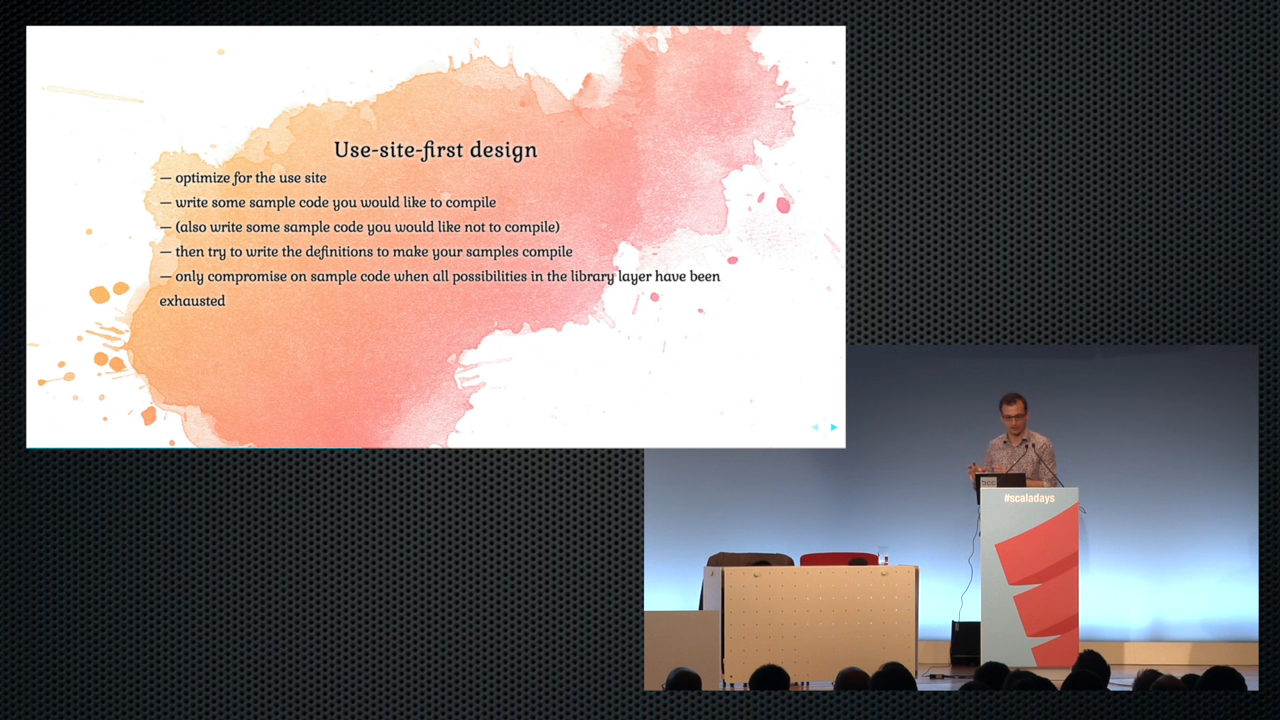 Use-site-first design
— optimize for the use site
— write some sample code you would like to compile
— (also write some sample code you would like not to compile)
— then try to write the definitions to make your samples compile
— only compromise on sample code when all possibilities in the library layer have been
exhausted
#scaladays